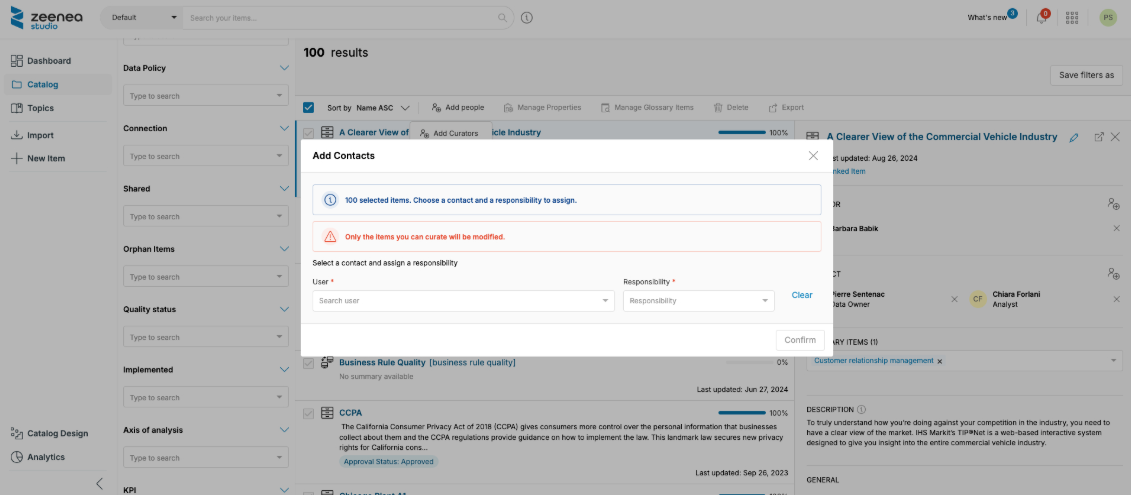 zeenea
studio
Default
Search your items...
What's new
3
0
PS
Dashboard
Catalog
Topics
Import
New Item
Catalog Design
Analytics
Data Policy
Type to search
Connection
Type to search
Shared
Type to search
Orphan Items
Type to search
Quality status
Type to search
Implemented
Type to search
Axis of analysis
Type to search
KPI
100 results
Save filters as
Sort by Name ASC
Add people
Manage Properties
Manage Glossary Items
Delete
Export
A Clearer View of
icle Industry
100%
Add Curators
Add Contacts
100 selected items. Choose a contact and a responsibility to assign.
Only the items you can curate will be modified.
Select a contact and assign a responsibility
User *
Responsibility *
Search user
Responsibility
Clear
Confirm
Business Rule Quality [business rule quality]
0%
No summary available
Last updated: Jun 27, 2024
CCPA
100%
The California Consumer Privacy Act of 2018 (CCPA) gives consumers more control over the personal information that businesses
collect about them and the CCPA regulations provide guidance on how to implement the law. This landmark law secures new privacy
rights for California cons...
Approval Status: Approved
Last updated: Sep 26, 2023
A Clearer View of the Commercial Vehicle Industry
st updated: Aug 26, 2024
nked Item
OR
Barbara Babik
CT
Pierre Sentenac
Data Owner
CF
Chiara Forlani
Analyst
ARY ITEMS (1)
Customer relationship management
DESCRIPTION
To truly understand how you're doing against your competition in the industry, you need to
have a clear view of the market. IHS Markit's TIP®Net is a web-based interactive system
designed to give you insight into the entire commercial vehicle industry.
GENERAL